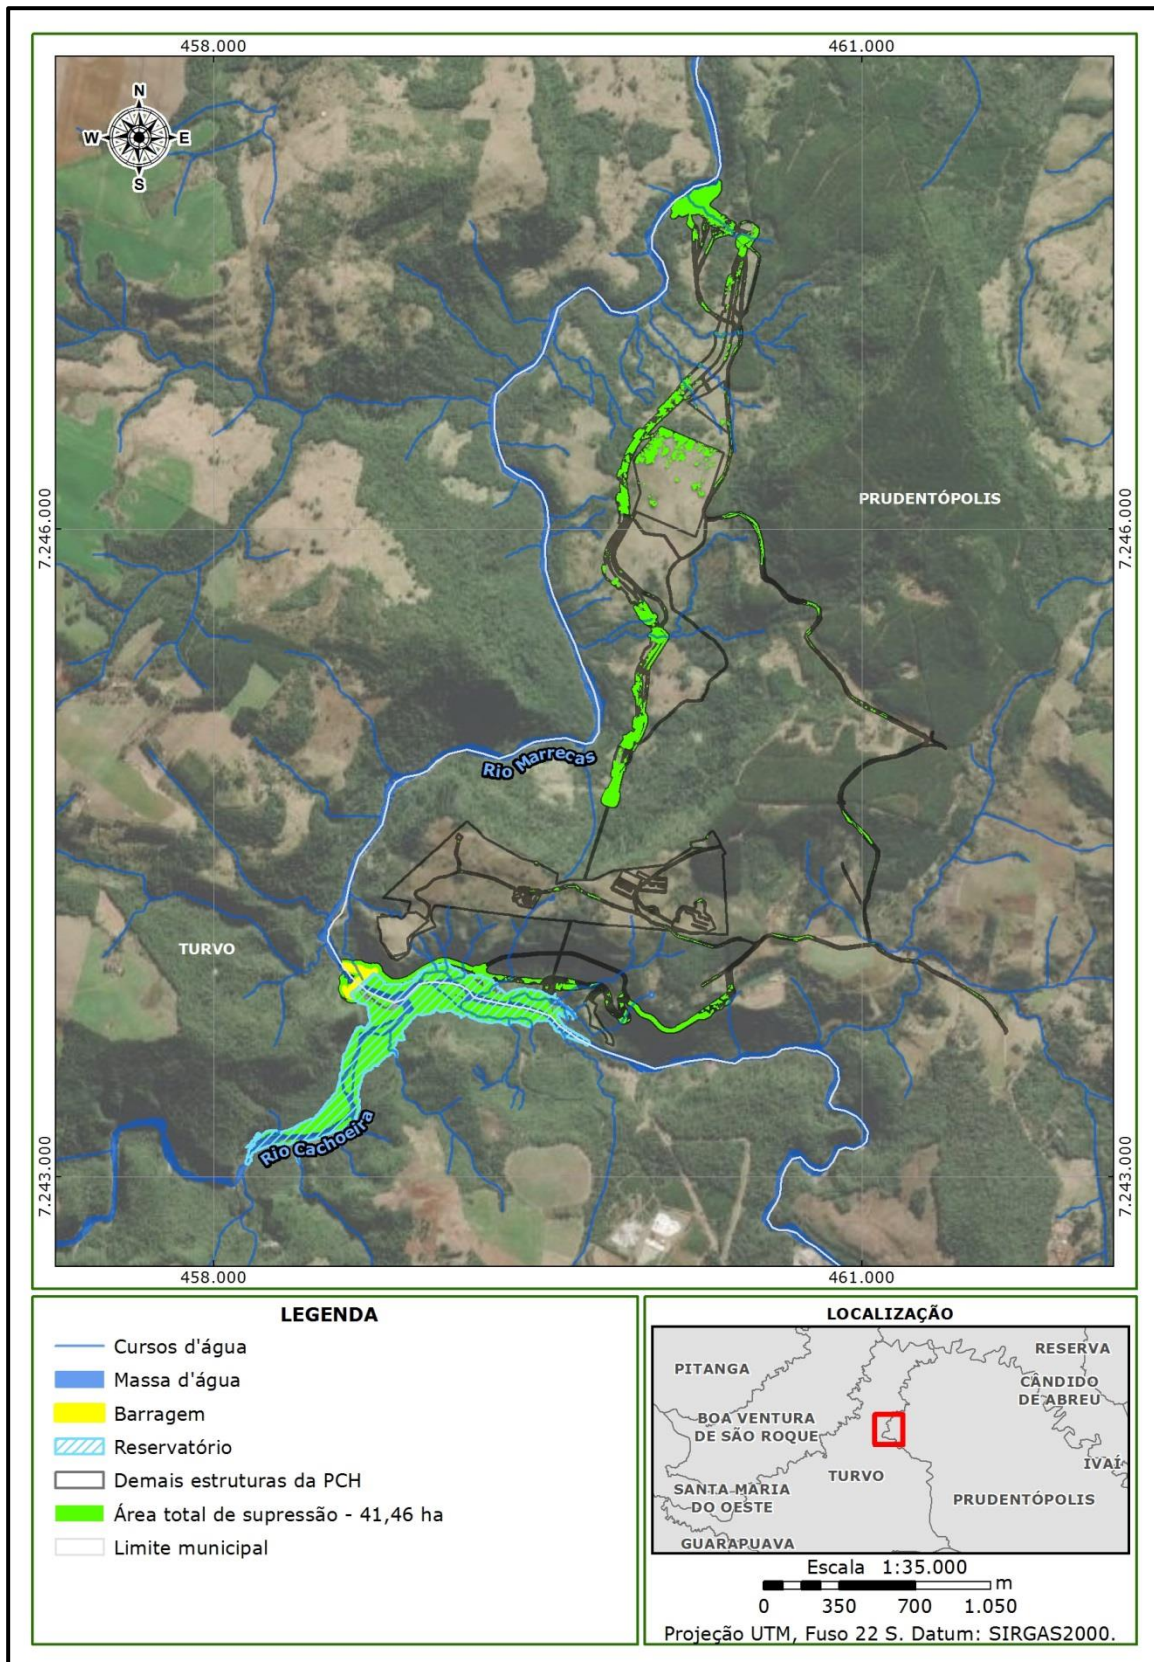 458.000
461.000
N
W
E
S
7.246.000
7.246.000
PRUDENTÓPOLIS
Rio Marrecas
TURVO
Rio Cachoeira
7.243.000
7.243.000
458.000
461.000
LEGENDA
Cursos d'água
Massa d'água
Barragem
Reservatório
Demais estruturas da PCH
Área total de supressão - 41,46 ha
Limite municipal
LOCALIZAÇÃO
RESERVA
PITANGA
CÂNDIDO
DE ABREU
BOA VENTURA
DE SÃO ROQUE
IVAÍ
TURVO
SANTA MARIA
DO OESTE
PRUDENTÓPOLIS
GUARAPUAVA
Escala 1:35.000
m
0 350 700 1.050
Projeção UTM, Fuso 22 S. Datum: SIRGAS2000.